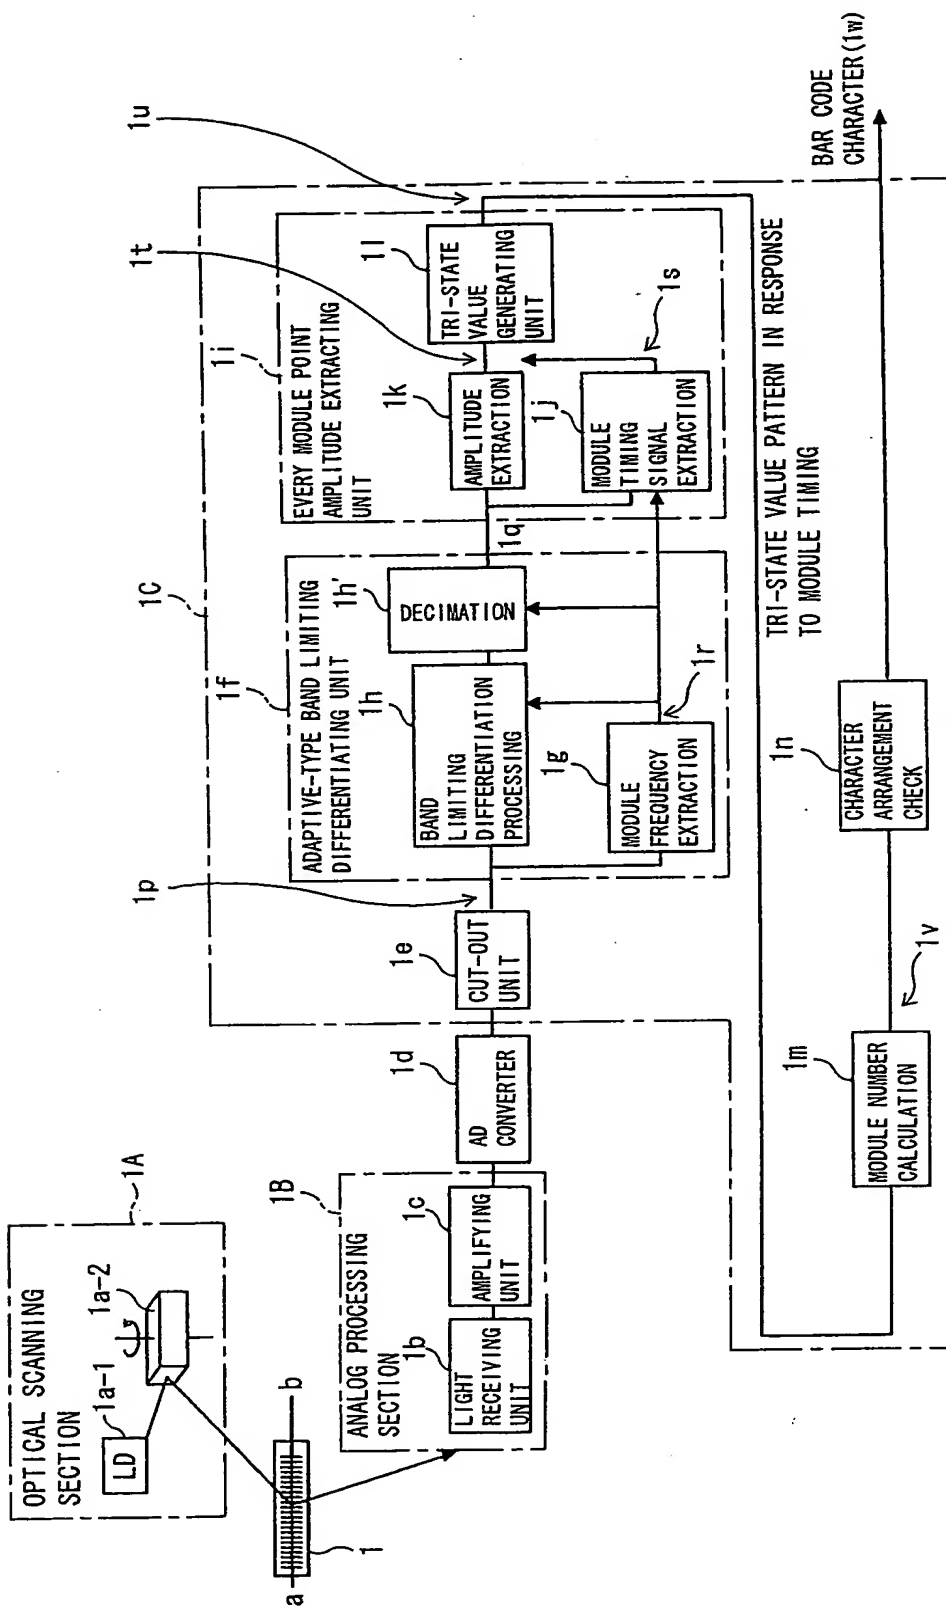 OPTICAL SCANNING
SECTION
1A
LD
1a-1
1a-2
a
b
1
ANALOG PROCESSING
SECTION
1B
LIGHT
RECEIVING
UNIT
1b
AMPLIFYING
UNIT
1c
AD
CONVERTER
1d
1C
CUT-OUT
UNIT
1e
1p
ADAPTIVE-TYPE BAND LIMITING
DIFFERENTIATING UNIT
1f
BAND
LIMITING
DIFFERENTIATION
PROCESSING
1h
DECIMATION
1h'
MODULE
FREQUENCY
EXTRACTION
1g
1r
1q
EVERY MODULE POINT
AMPLITUDE EXTRACTING
UNIT
1i
AMPLITUDE
EXTRACTION
1k
MODULE
TIMING
SIGNAL
EXTRACTION
1j
1s
1t
TRI-STATE
VALUE
GENERATING
UNIT
1l
1u
TRI-STATE VALUE PATTERN IN RESPONSE
TO MODULE TIMING
MODULE NUMBER
CALCULATION
1m
1v
CHARACTER
ARRANGEMENT
CHECK
1n
BAR CODE
CHARACTER(1w)